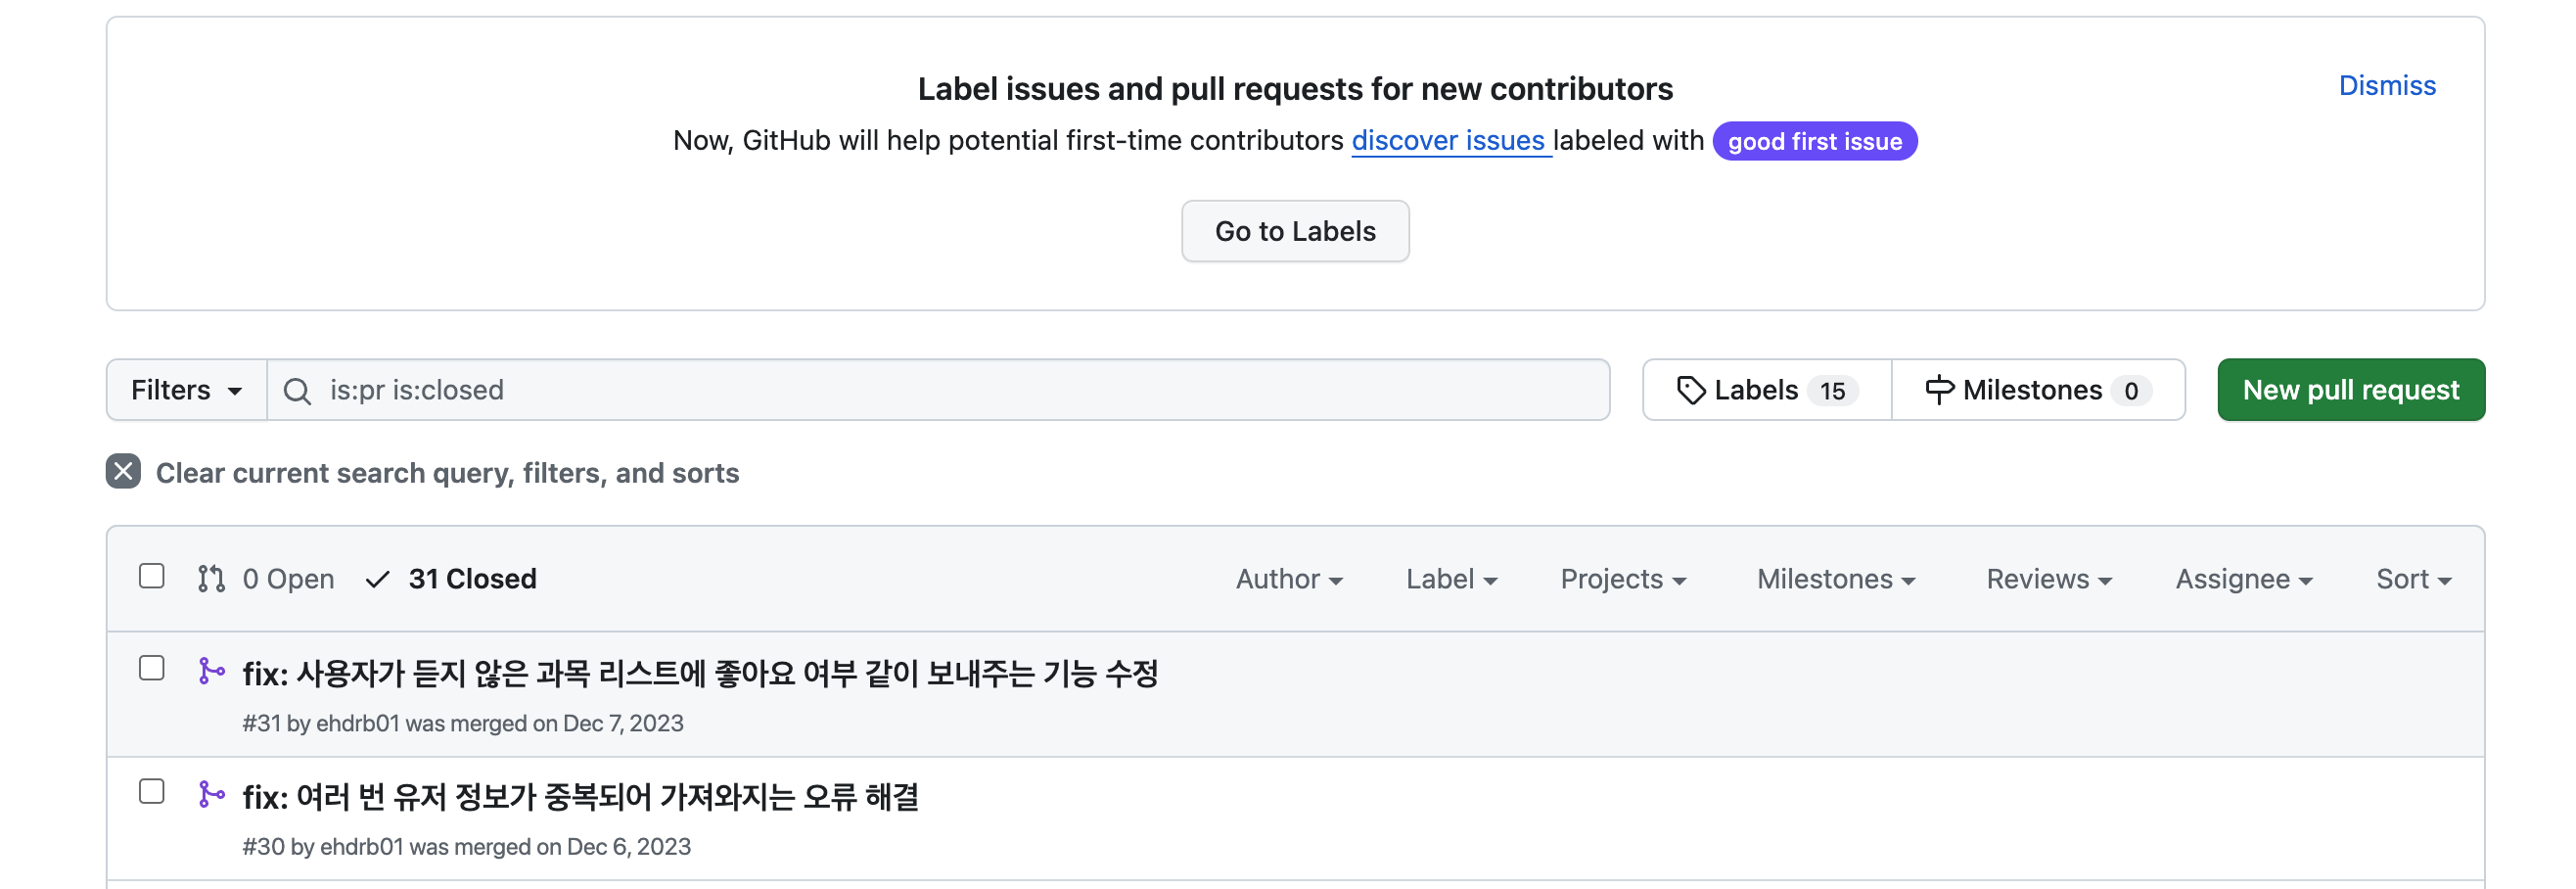 Label issues and pull requests for new contributors
Dismiss
Now, GitHub will help potential first-time contributors discover issues labeled with good first issue
Go to Labels
Filters is:pr is:closed Labels 15 Milestones 0 New pull request
Clear current search query, filters, and sorts
0 Open 31 Closed Author Label Projects Milestones Reviews Assignee Sort
fix: 사용자가 듣지 않은 과목 리스트에 좋아요 여부 같이 보내주는 기능 수정
#31 by ehdrb01 was merged on Dec 7, 2023
fix: 여러 번 유저 정보가 중복되어 가져와지는 오류 해결
#30 by ehdrb01 was merged on Dec 6, 2023